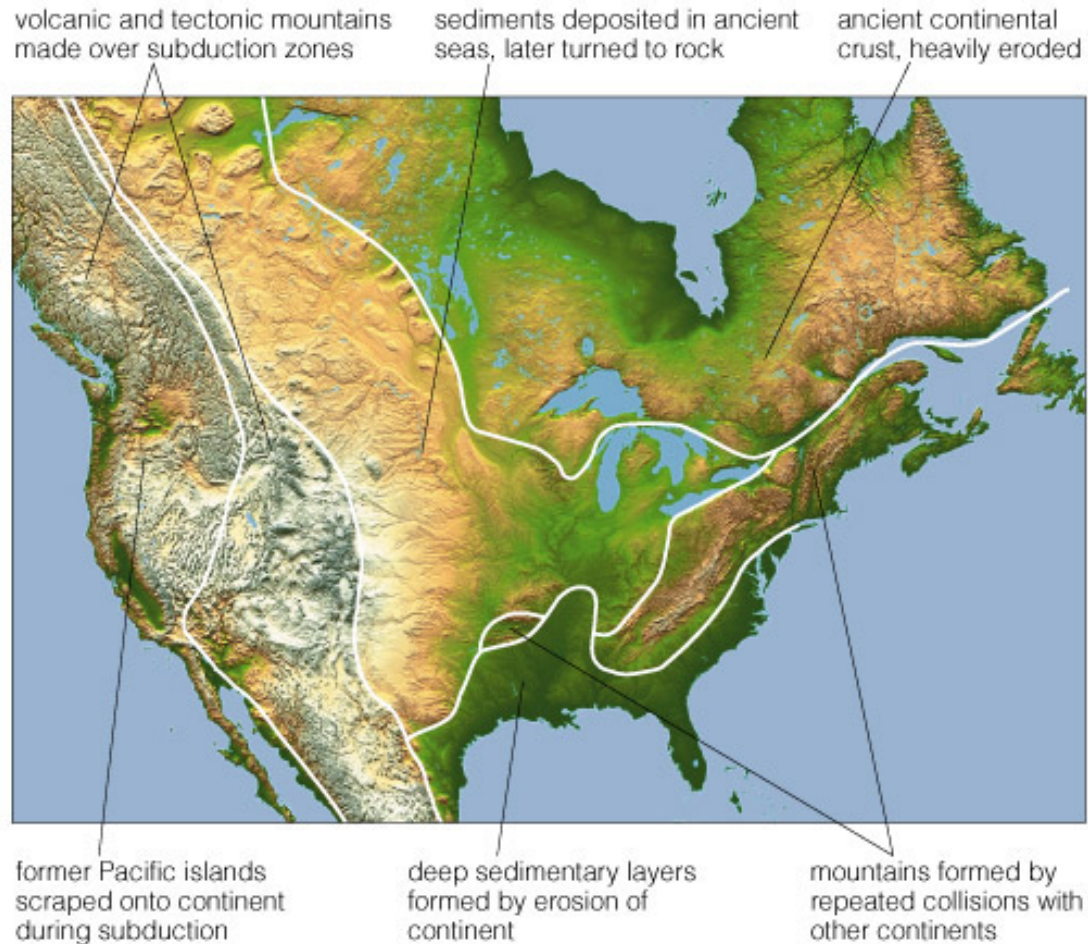 volcanic and tectonic mountains
made over subduction zones
sediments deposited in ancient
seas, later turned to rock
ancient continental
crust, heavily eroded
former Pacific islands
scraped onto continent
during subduction
deep sedimentary layers
formed by erosion of
continent
mountains formed by
repeated collisions with
other continents